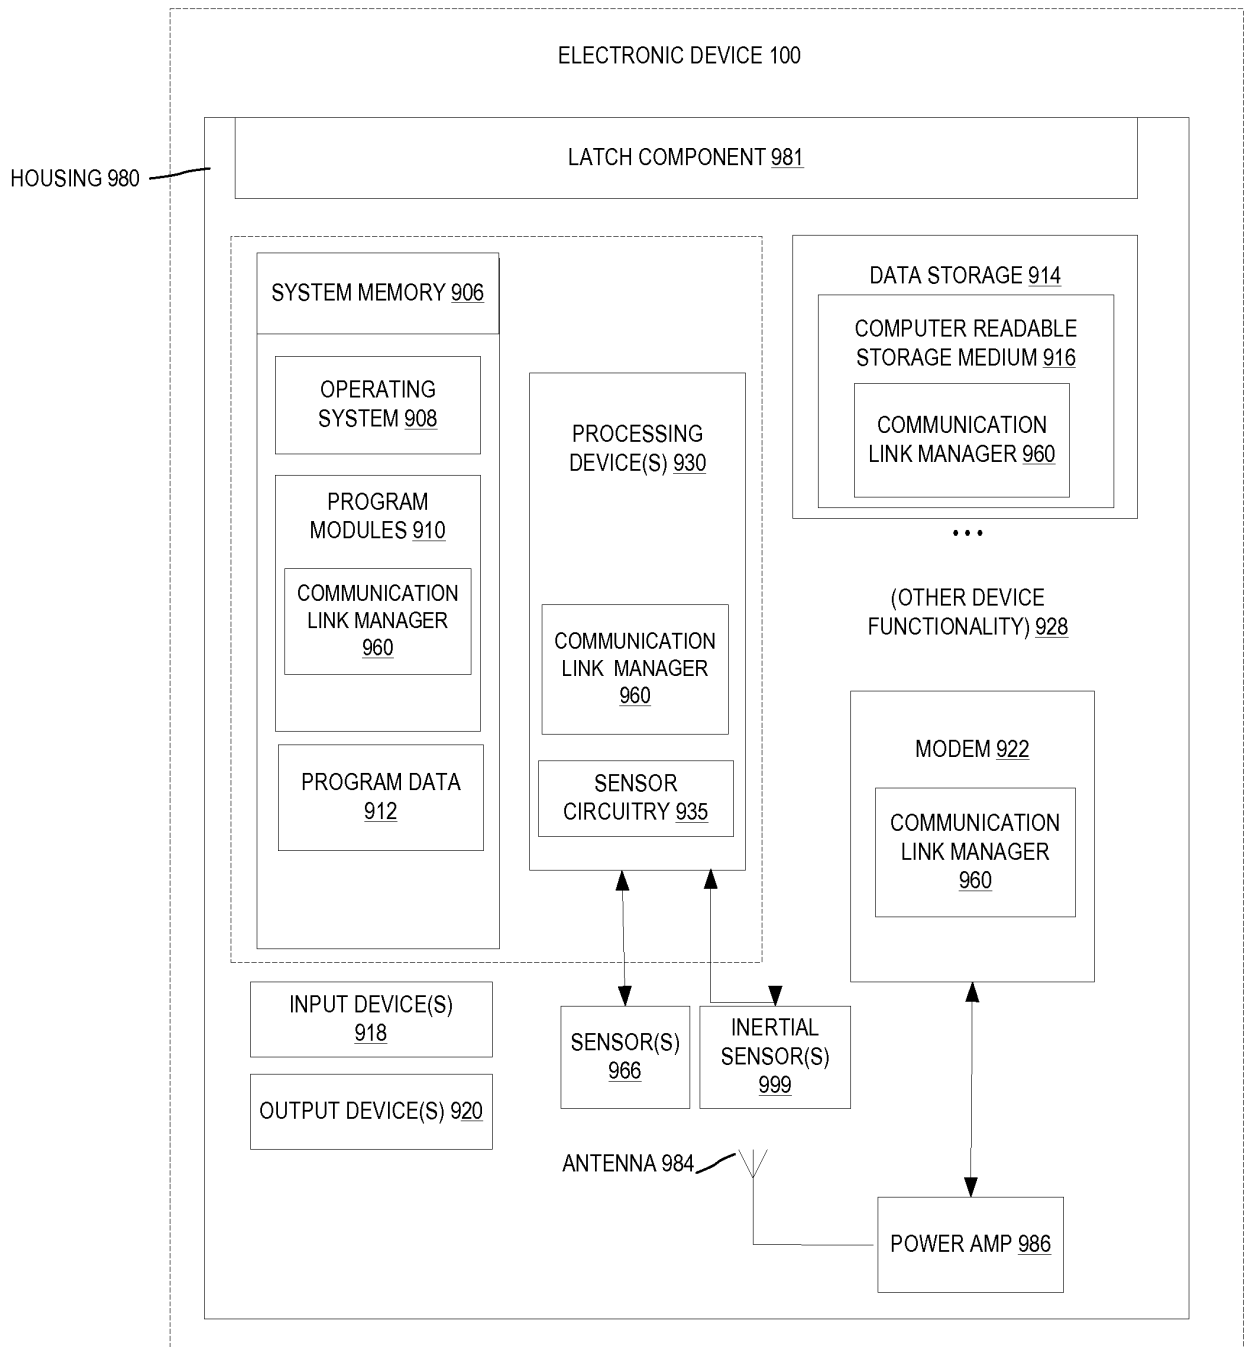 ELECTRONIC DEVICE 100
LATCH COMPONENT 981
HOUSING 980
SYSTEM MEMORY 906
OPERATING
SYSTEM 908
PROGRAM
MODULES 910
COMMUNICATION
LINK MANAGER
960
PROGRAM DATA
912
PROCESSING
DEVICE(S) 930
COMMUNICATION
LINK MANAGER
960
SENSOR
CIRCUITRY 935
DATA STORAGE 914
COMPUTER READABLE
STORAGE MEDIUM 916
COMMUNICATION
LINK MANAGER 960
• • •
(OTHER DEVICE
FUNCTIONALITY) 928
MODEM 922
COMMUNICATION
LINK MANAGER
960
INPUT DEVICE(S)
918
OUTPUT DEVICE(S) 920
SENSOR(S)
966
INERTIAL
SENSOR(S)
999
ANTENNA 984
POWER AMP 986